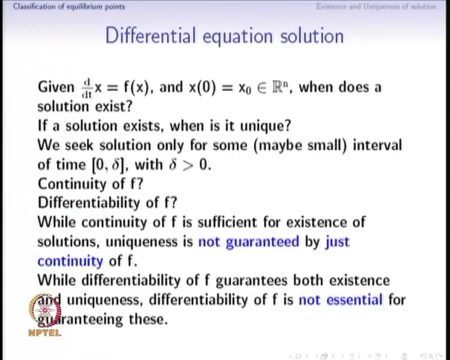 Classification of equilibrium points
Existence and Uniqueness of solution
Differential equation solution
Given d/dt x = f(x), and x(0) = x₀ ∈ ℝⁿ, when does a
solution exist?
If a solution exists, when is it unique?
We seek solution only for some (maybe small) interval
of time [0, δ], with δ > 0.
Continuity of f?
Differentiability of f?
While continuity of f is sufficient for existence of
solutions, uniqueness is not guaranteed by just
continuity of f.
While differentiability of f guarantees both existence
and uniqueness, differentiability of f is not essential for
guaranteeing these.
NPTEL